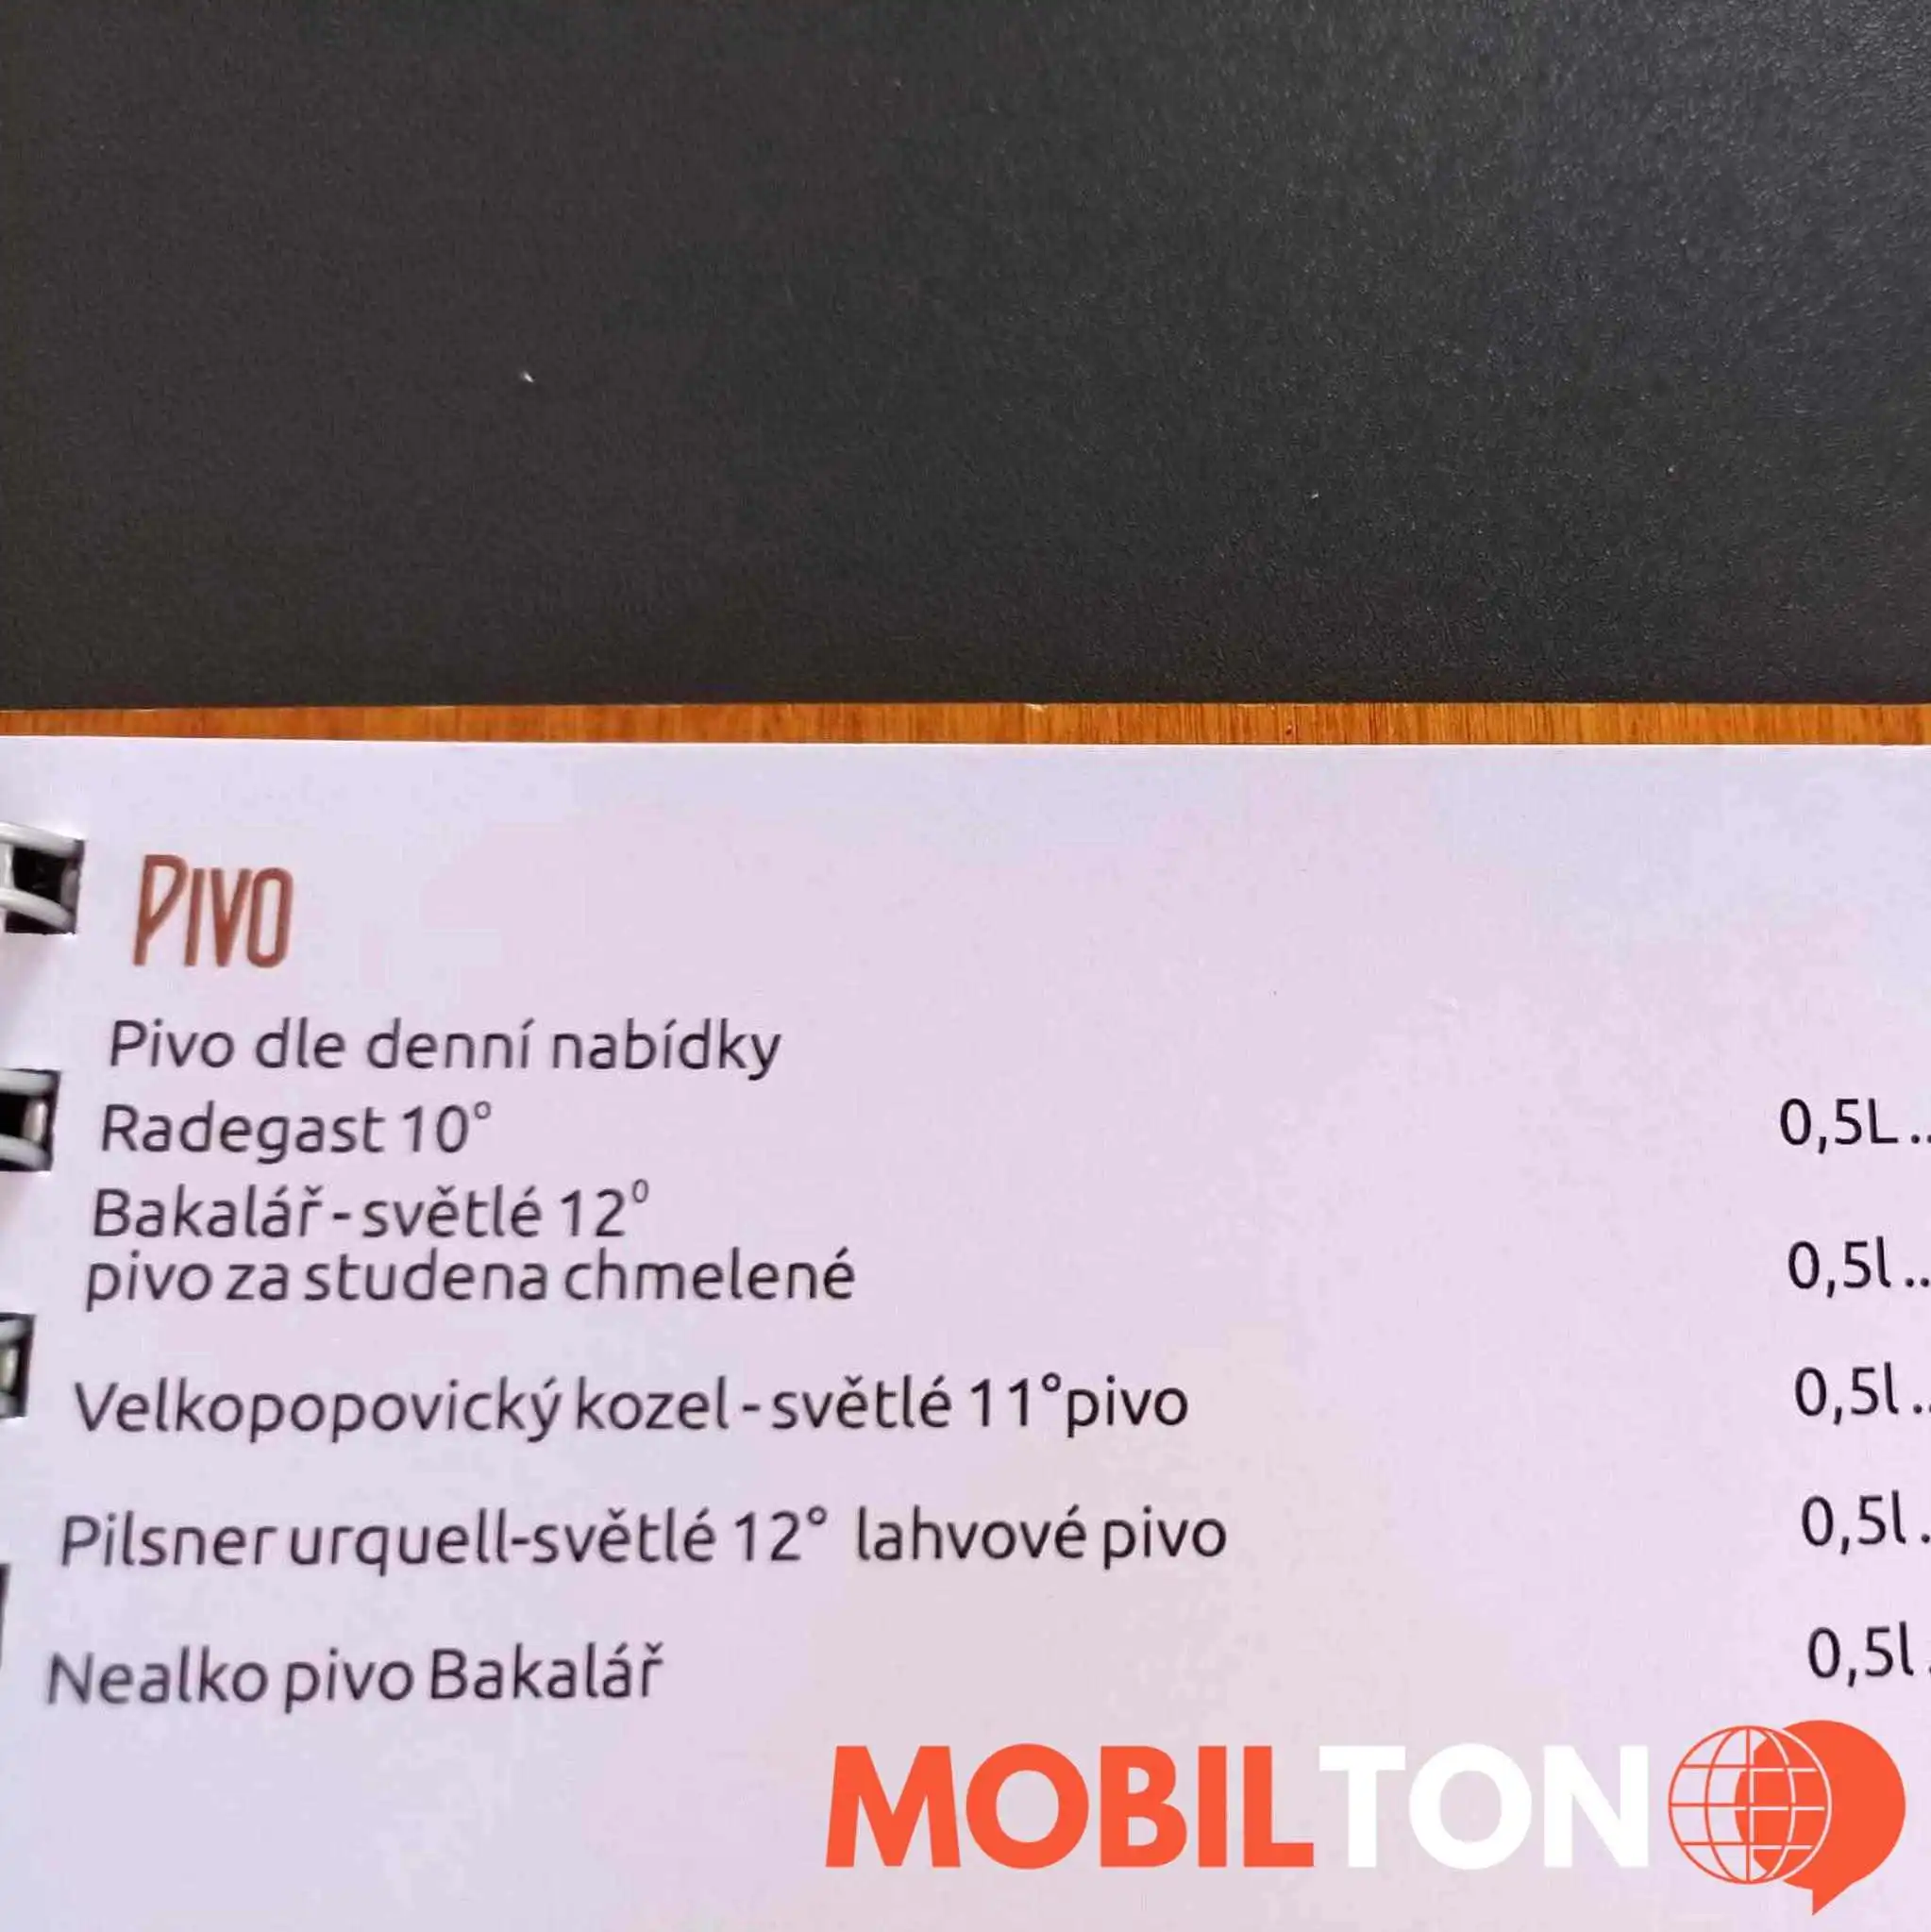 PIVO
Pivo dle denní nabídky
Radegast 10° 0,5L..
Bakalář - světlé 12⁰
pivo za studena chmelené 0,5l..
Velkopopovický kozel - světlé 11°pivo 0,5l..
Pilsner urquell-světlé 12° lahvové pivo 0,5l.
Nealko pivo Bakalář 0,5l.
MOBILTON